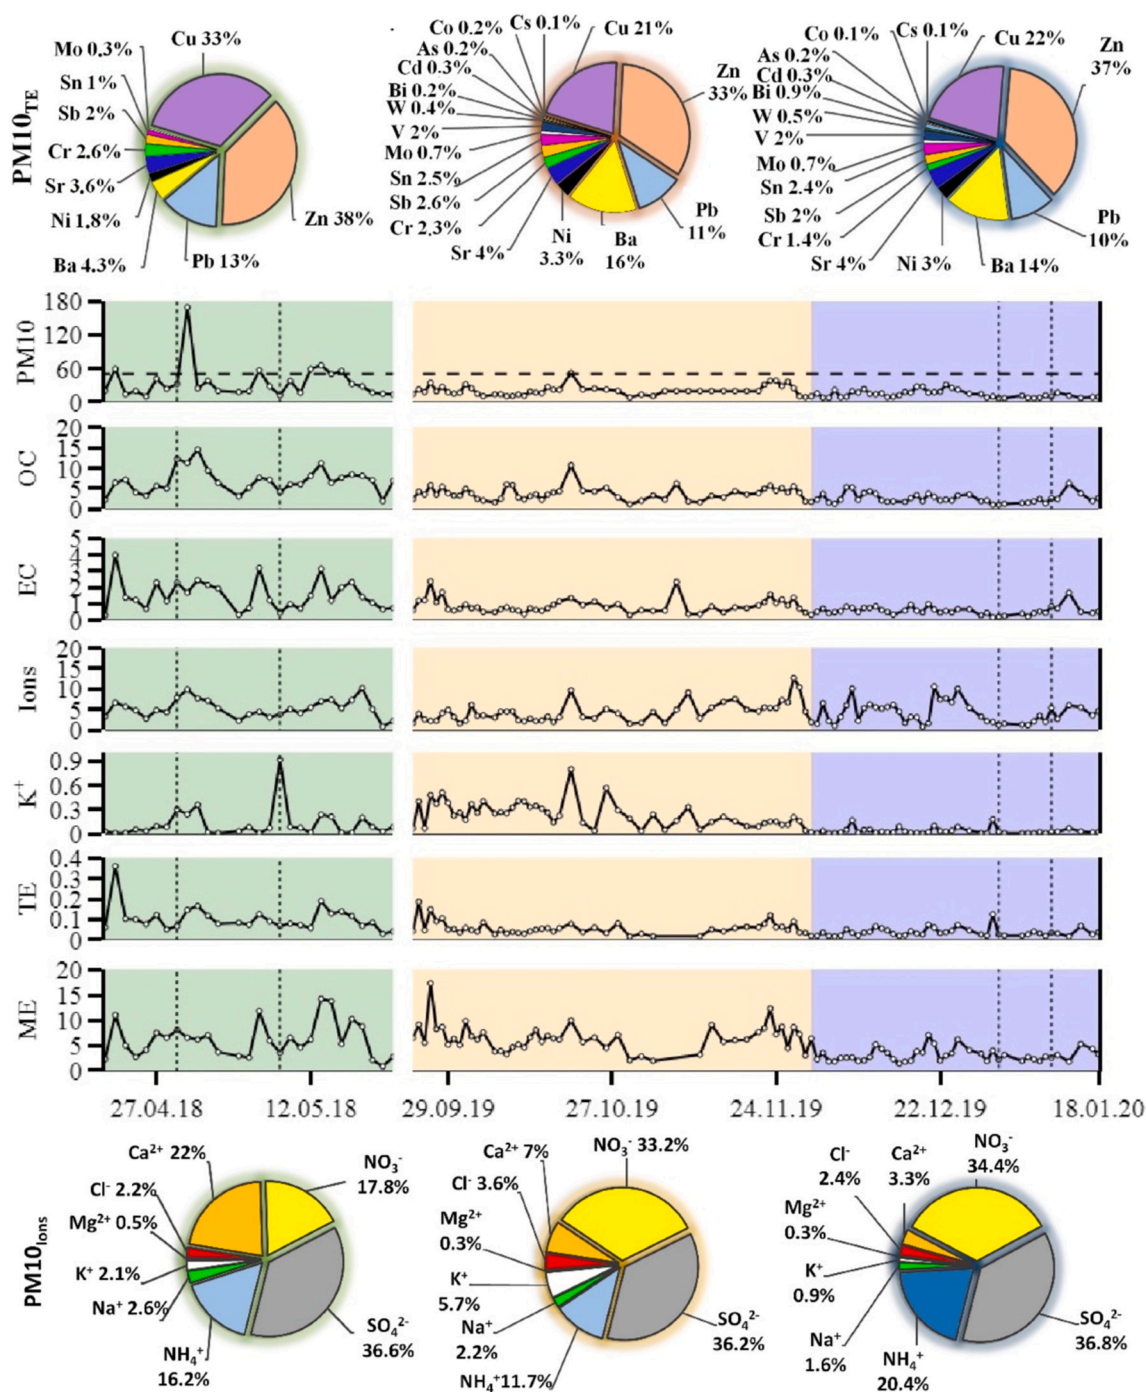 PM10TE
Mo 0.3%
Cu 33%
Sn 1%
Sb 2%
Cr 2.6%
Sr 3.6%
Ni 1.8%
Ba 4.3%
Pb 13%
Zn 38%
Co 0.2%
Cs 0.1%
Cu 21%
As 0.2%
Cd 0.3%
Bi 0.2%
W 0.4%
V 2%
Mo 0.7%
Sn 2.5%
Sb 2.6%
Cr 2.3%
Sr 4%
Ni
3.3%
Ba
16%
Pb
11%
Zn
33%
Co 0.1%
Cs 0.1%
Cu 22%
As 0.2%
Cd 0.3%
Bi 0.9%
W 0.5%
V 2%
Mo 0.7%
Sn 2.4%
Sb 2%
Cr 1.4%
Sr 4%
Ni 3%
Ba 14%
Pb
10%
Zn
37%
PM10
180
120
60
0
OC
20
15
10
5
0
EC
5
4
3
2
1
0
Ions
20
15
10
5
0
K⁺
0.9
0.6
0.3
0
TE
0.4
0.3
0.2
0.1
0
ME
20
15
10
5
0
27.04.18 12.05.18 29.09.19 27.10.19 24.11.19 22.12.19 18.01.20
PM10Ions
Ca²⁺ 22%
NO₃⁻
17.8%
Cl⁻ 2.2%
Mg²⁺ 0.5%
K⁺ 2.1%
Na⁺ 2.6%
NH₄⁺
16.2%
SO₄²⁻
36.6%
Ca²⁺ 7%
NO₃⁻ 33.2%
Cl⁻ 3.6%
Mg²⁺
0.3%
K⁺
5.7%
Na⁺
2.2%
NH₄⁺11.7%
SO₄²⁻
36.2%
Cl⁻
2.4%
Ca²⁺
3.3%
NO₃⁻
34.4%
Mg²⁺
0.3%
K⁺
0.9%
Na⁺
1.6%
NH₄⁺
20.4%
SO₄²⁻
36.8%